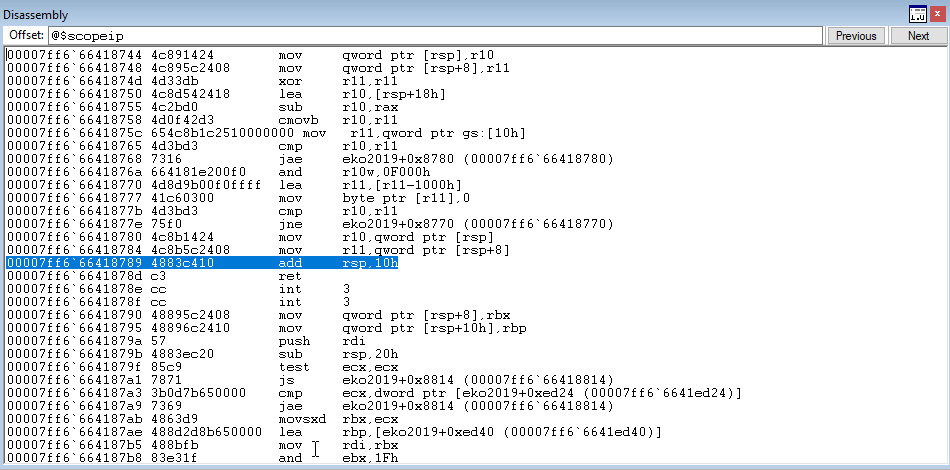 Disassembly
Offset: @$scopeip Previous Next
00007ff6`66418744 4c891424 mov qword ptr [rsp],r10
00007ff6`66418748 4c895c2408 mov qword ptr [rsp+8],r11
00007ff6`6641874d 4d33db xor r11,r11
00007ff6`66418750 4c8d542418 lea r10,[rsp+18h]
00007ff6`66418755 4c2bd0 sub r10,rax
00007ff6`66418758 4d0f42d3 cmovb r10,r11
00007ff6`6641875c 654c8b1c2510000000 mov r11,qword ptr gs:[10h]
00007ff6`66418765 4d3bd3 cmp r10,r11
00007ff6`66418768 7316 jae eko2019+0x8780 (00007ff6`66418780)
00007ff6`6641876a 664181e200f0 and r10w,0F000h
00007ff6`66418770 4d8d9b00f0ffff lea r11,[r11-1000h]
00007ff6`66418777 41c60300 mov byte ptr [r11],0
00007ff6`6641877b 4d3bd3 cmp r10,r11
00007ff6`6641877e 75f0 jne eko2019+0x8770 (00007ff6`66418770)
00007ff6`66418780 4c8b1424 mov r10,qword ptr [rsp]
00007ff6`66418784 4c8b5c2408 mov r11,qword ptr [rsp+8]
00007ff6`66418789 4883c410 add rsp,10h
00007ff6`6641878d c3 ret
00007ff6`6641878e cc int 3
00007ff6`6641878f cc int 3
00007ff6`66418790 48895c2408 mov qword ptr [rsp+8],rbx
00007ff6`66418795 48896c2410 mov qword ptr [rsp+10h],rbp
00007ff6`6641879a 57 push rdi
00007ff6`6641879b 4883ec20 sub rsp,20h
00007ff6`6641879f 85c9 test ecx,ecx
00007ff6`664187a1 7871 js eko2019+0x8814 (00007ff6`66418814)
00007ff6`664187a3 3b0d7b650000 cmp ecx,dword ptr [eko2019+0xed24 (00007ff6`6641ed24)]
00007ff6`664187a9 7369 jae eko2019+0x8814 (00007ff6`66418814)
00007ff6`664187ab 4863d9 movsxd rbx,ecx
00007ff6`664187ae 488d2d8b650000 lea rbp,[eko2019+0xed40 (00007ff6`6641ed40)]
00007ff6`664187b5 488bfb mov rdi,rbx
00007ff6`664187b8 83e31f and ebx,1Fh